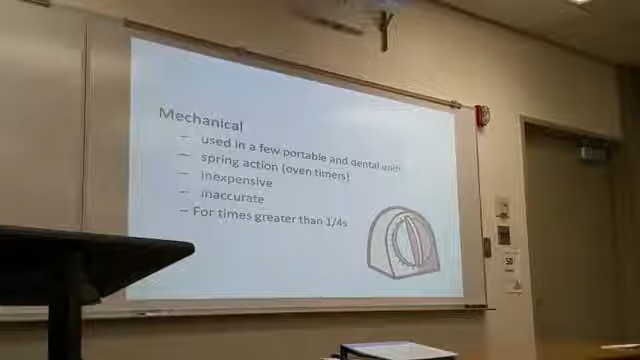 Mechanical
– used in a few portable and dental units
– spring action (oven timers)
– inexpensive
– inaccurate
– For times greater than 1/4s
50